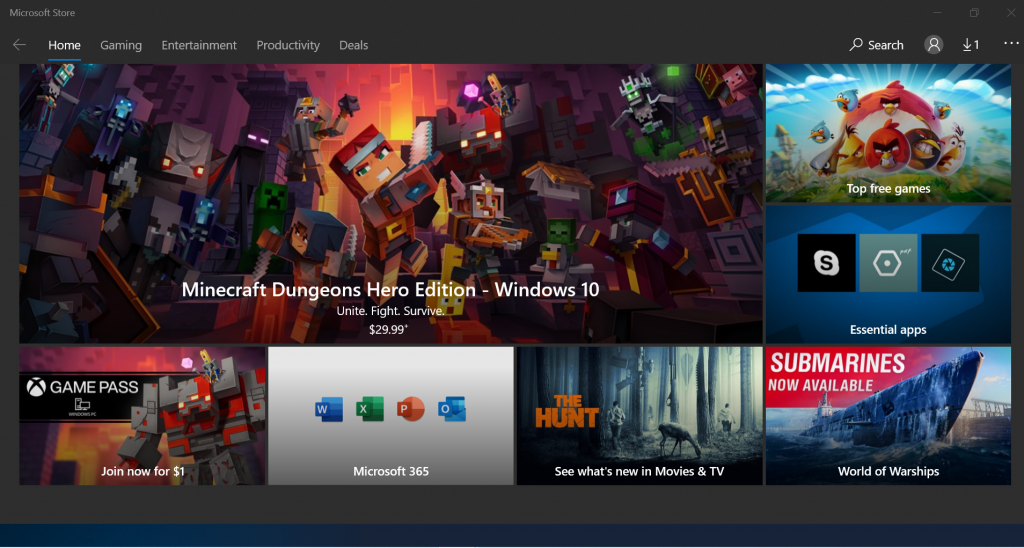 Microsoft Store
Home
Gaming
Entertainment
Productivity
Deals
Search
1
Minecraft Dungeons Hero Edition - Windows 10
Unite. Fight. Survive.
$29.99+
Top free games
S
Essential apps
GAME PASS
WINDOWS PC
Join now for $1
W
X
P
O
Microsoft 365
THE
HUNT
See what's new in Movies & TV
SUBMARINES
NOW AVAILABLE
World of Warships